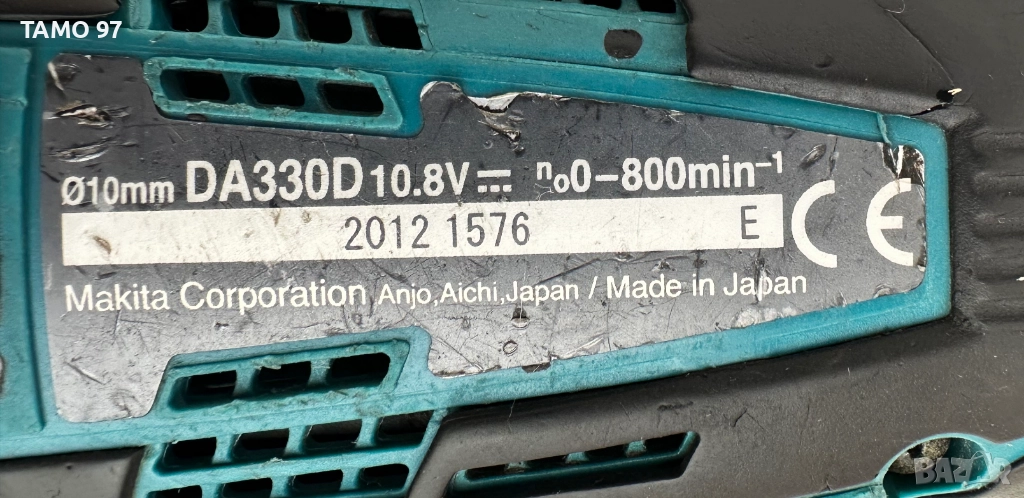 TAMO 97
Ø10mm DA330D 10.8V ⎓ n₀0-800min⁻¹
2012 1576 E
CE
Makita Corporation Anjo,Aichi,Japan / Made in Japan
BAZAR